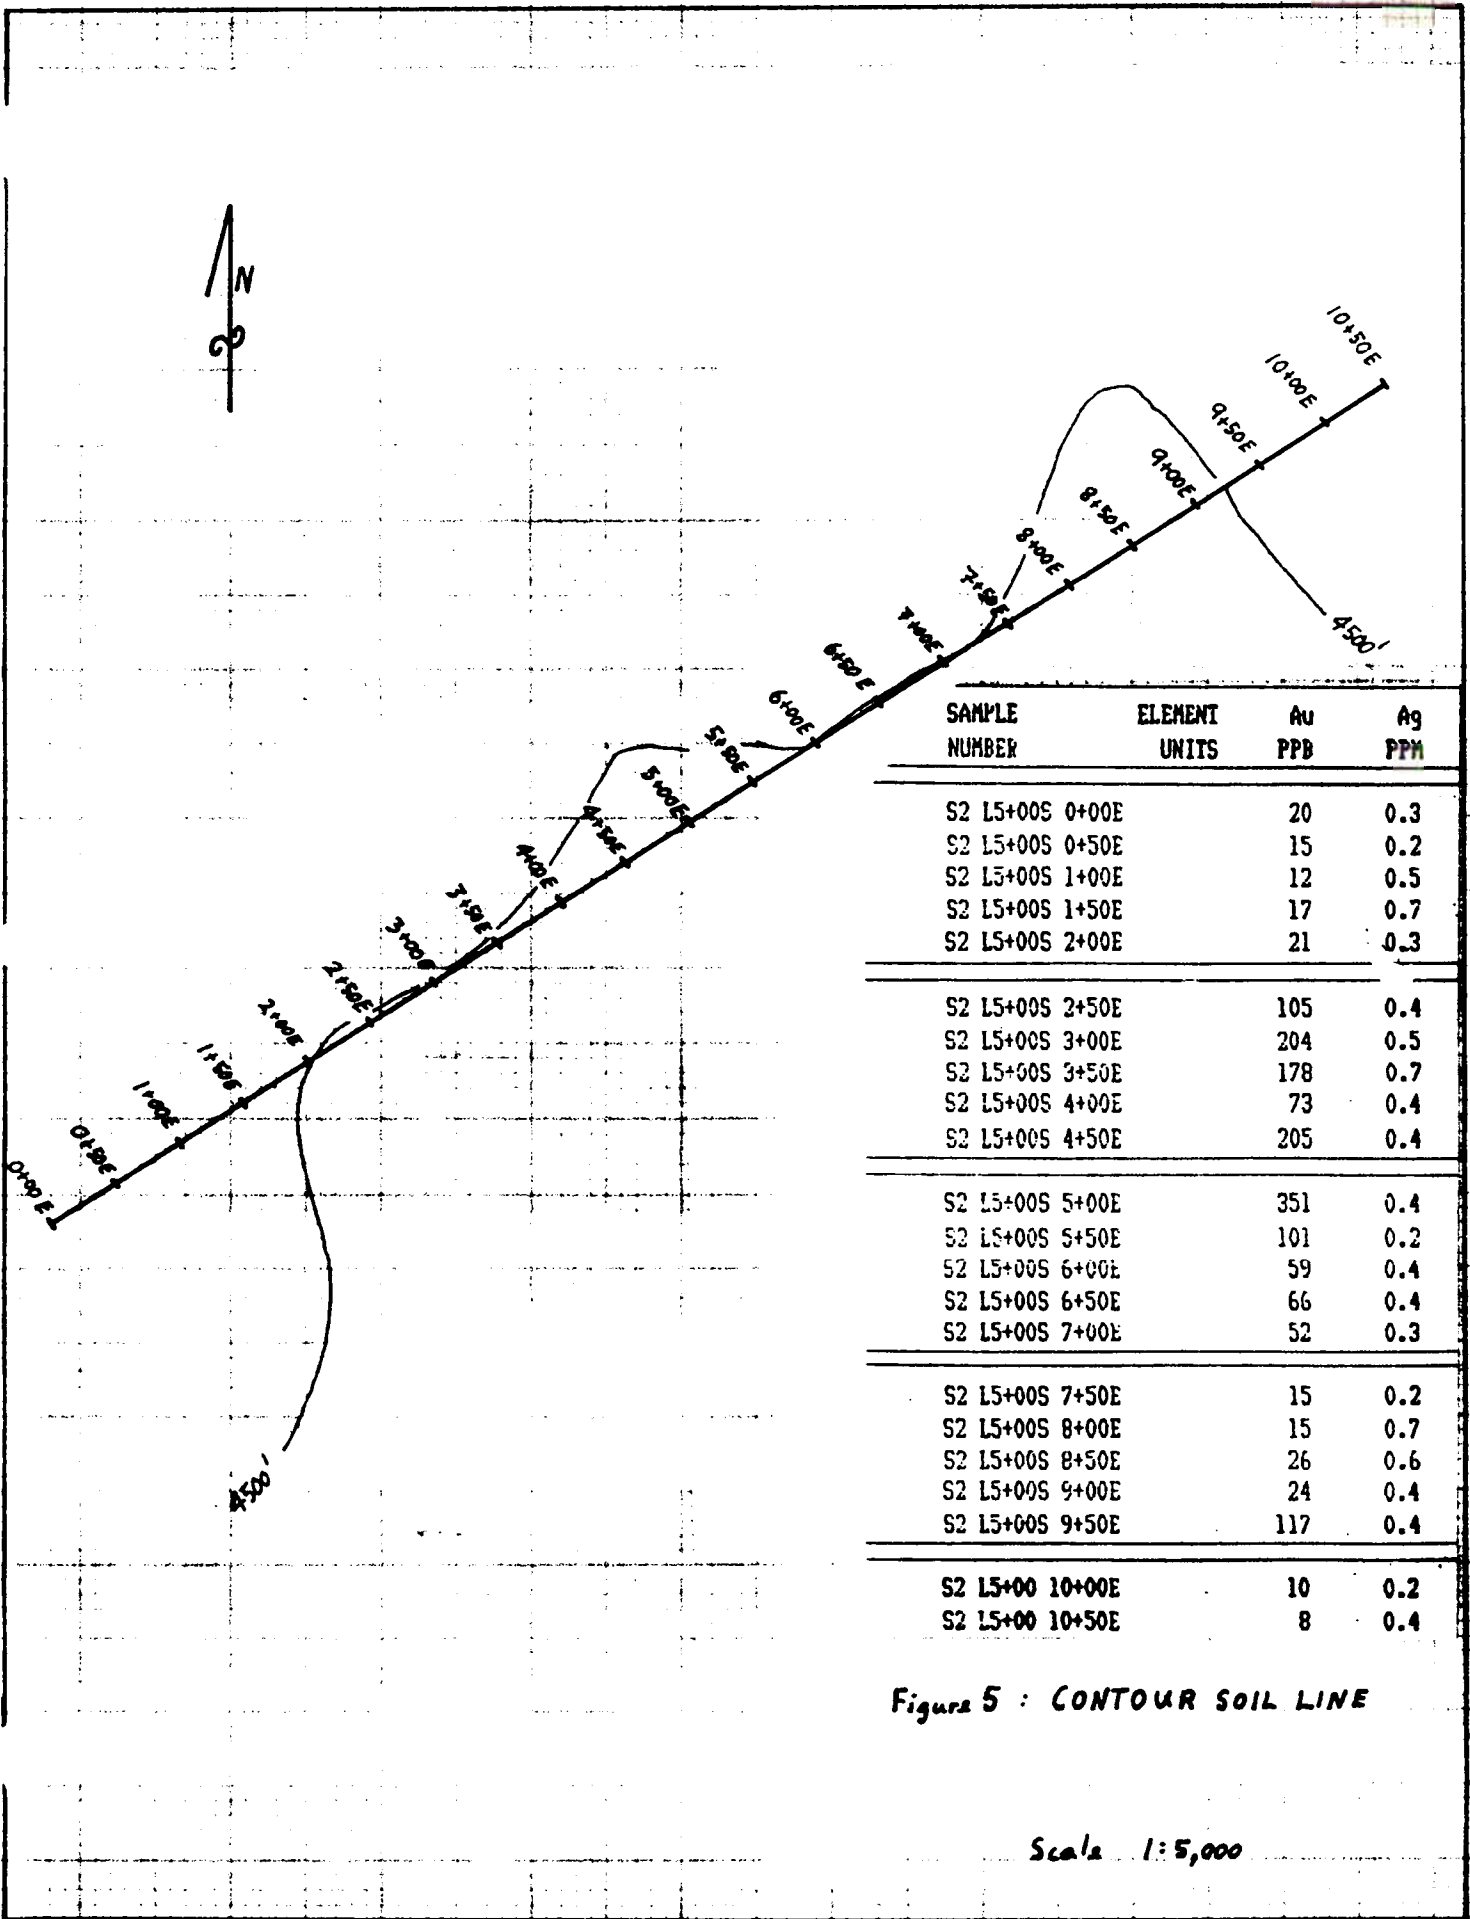 N
10+50E
10+00E
9+50E
9+00E
8+50E
8+00E
7+50E
7+00E
6+50E
6+00E
5+50E
5+00E
4+50E
4+00E
3+50E
3+00E
2+50E
2+00E
1+50E
1+00E
0+50E
0+00E
4500'
4500'
SAMPLE ELEMENT Au Ag
NUMBER UNITS PPB PPM
S2 L5+00S 0+00E 20 0.3
S2 L5+00S 0+50E 15 0.2
S2 L5+00S 1+00E 12 0.5
S2 L5+00S 1+50E 17 0.7
S2 L5+00S 2+00E 21 0.3
S2 L5+00S 2+50E 105 0.4
S2 L5+00S 3+00E 204 0.5
S2 L5+00S 3+50E 178 0.7
S2 L5+00S 4+00E 73 0.4
S2 L5+00S 4+50E 205 0.4
S2 L5+00S 5+00E 351 0.4
S2 L5+00S 5+50E 101 0.2
S2 L5+00S 6+00E 59 0.4
S2 L5+00S 6+50E 66 0.4
S2 L5+00S 7+00E 52 0.3
S2 L5+00S 7+50E 15 0.2
S2 L5+00S 8+00E 15 0.7
S2 L5+00S 8+50E 26 0.6
S2 L5+00S 9+00E 24 0.4
S2 L5+00S 9+50E 117 0.4
S2 L5+00 10+00E 10 0.2
S2 L5+00 10+50E 8 0.4
Figure 5 : CONTOUR SOIL LINE
Scale 1:5,000